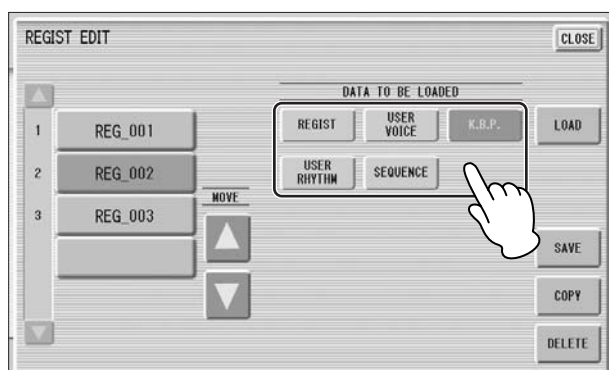 REGIST EDIT
CLOSE
DATA TO BE LOADED
REGIST
USER
VOICE
K.B.P.
LOAD
USER
RHYTHM
SEQUENCE
1 REG_001
2 REG_002
3 REG_003
MOVE
SAVE
COPY
DELETE